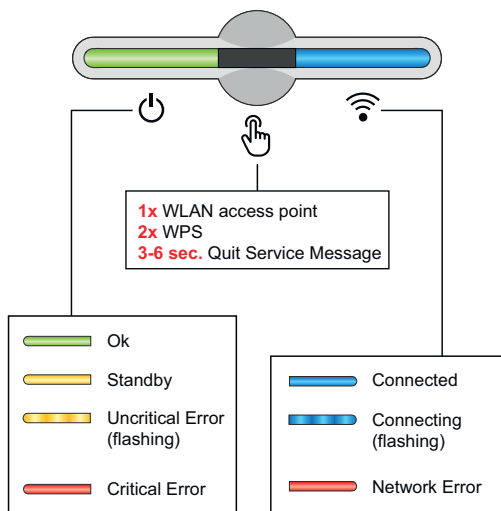 1x WLAN access point
2x WPS
3-6 sec. Quit Service Message
Ok
Standby
Uncritical Error
(flashing)
Critical Error
Connected
Connecting
(flashing)
Network Error